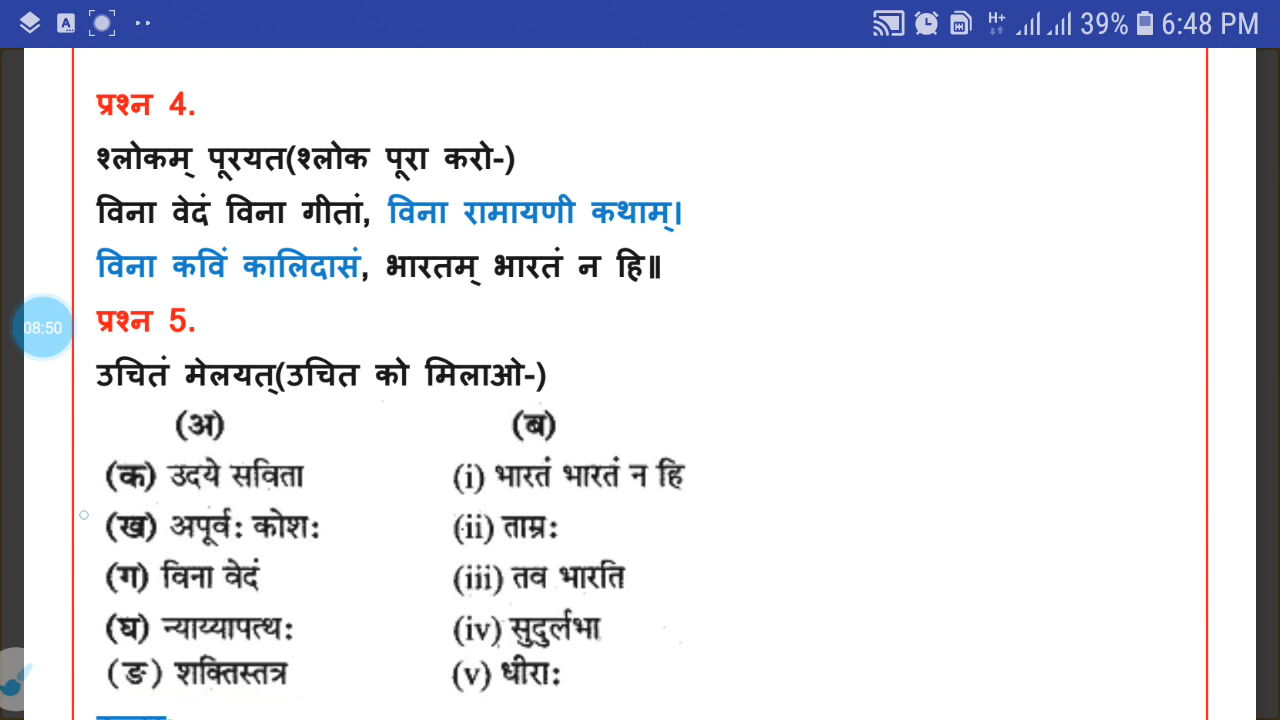 A
H+ 39% 6:48 PM
प्रश्न 4.
श्लोकम् पूरयत(श्लोक पूरा करो-)
विना वेदं विना गीतां, विना रामायणी कथाम्।
विना कविं कालिदासं, भारतम् भारतं न हि॥
प्रश्न 5.
08:50
उचितं मेलयत्(उचित को मिलाओ-)
(अ) (ब)
(क) उदये सविता (i) भारतं भारतं न हि
(ख) अपूर्वः कोशः (ii) ताम्रः
(ग) विना वेदं (iii) तव भारति
(घ) न्याय्यापत्थः (iv) सुदुर्लभा
(ङ) शक्तिस्तत्र (v) धीराः